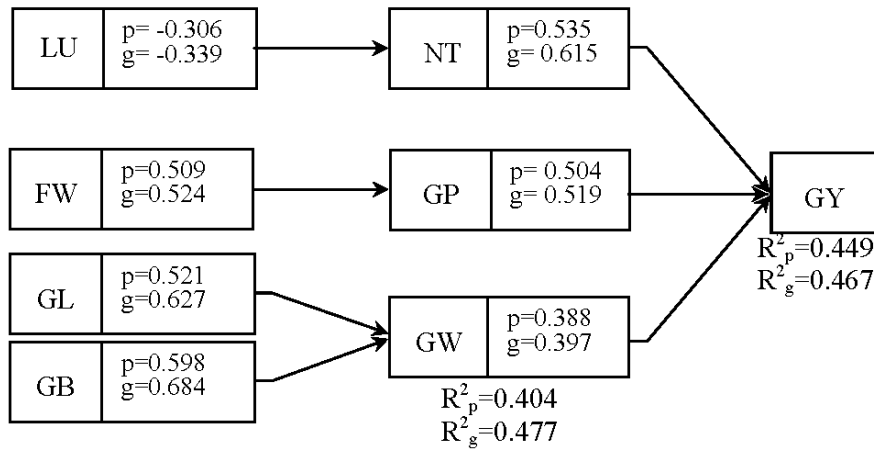 LU
p= -0.306
g= -0.339
NT
p=0.535
g= 0.615
FW
p=0.509
g=0.524
GP
p= 0.504
g= 0.519
GY
R²p=0.449
R²g=0.467
GL
p=0.521
g=0.627
GW
p=0.388
g=0.397
GB
p=0.598
g=0.684
R²p=0.404
R²g=0.477